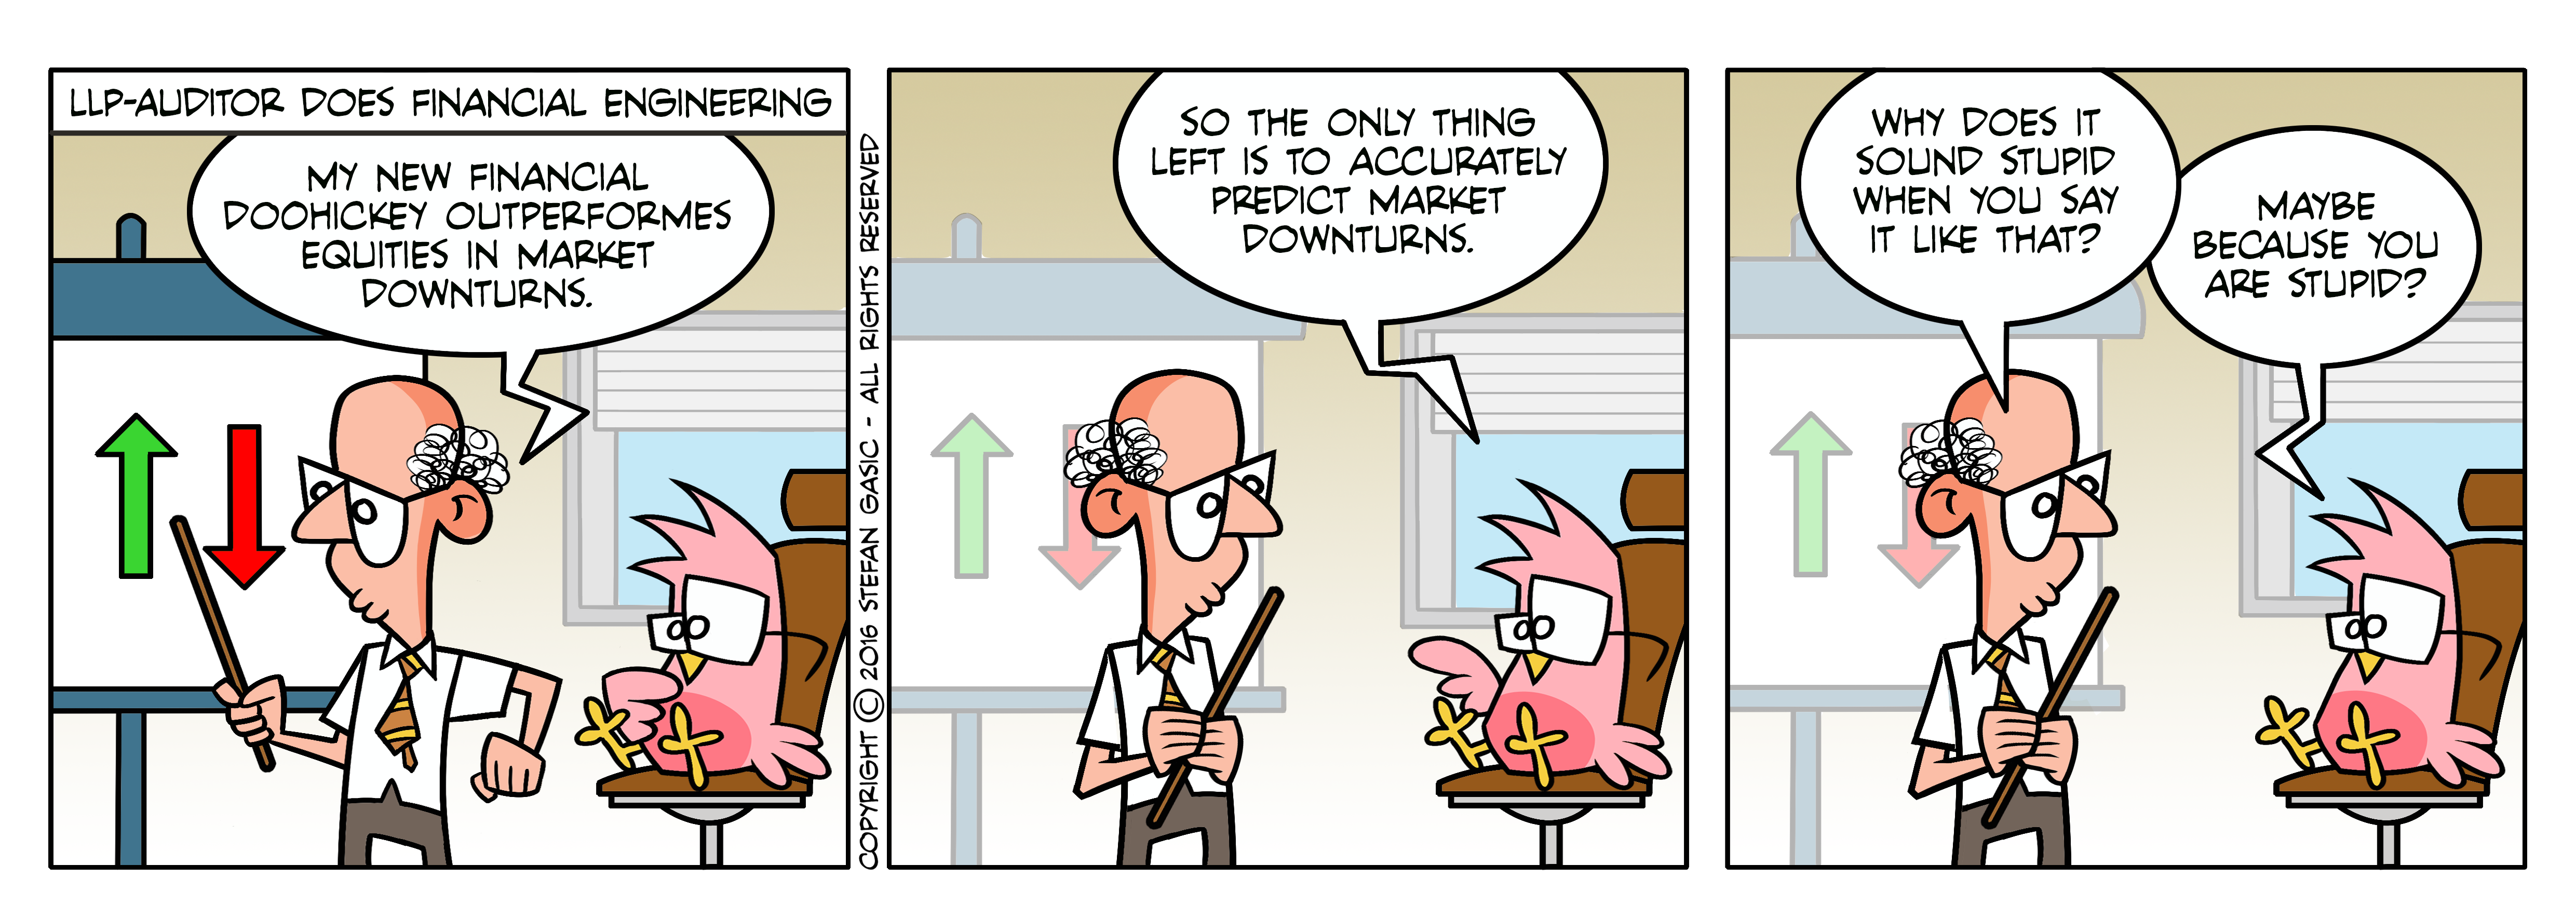 LLP-AUDITOR DOES FINANCIAL ENGINEERING
MY NEW FINANCIAL
DOOHICKEY OUTPERFORMES
EQUITIES IN MARKET
DOWNTURNS.
COPYRIGHT © 2016 STEFAN GASIC - ALL RIGHTS RESERVED
SO THE ONLY THING
LEFT IS TO ACCURATELY
PREDICT MARKET
DOWNTURNS.
WHY DOES IT
SOUND STUPID
WHEN YOU SAY
IT LIKE THAT?
MAYBE
BECAUSE YOU
ARE STUPID?